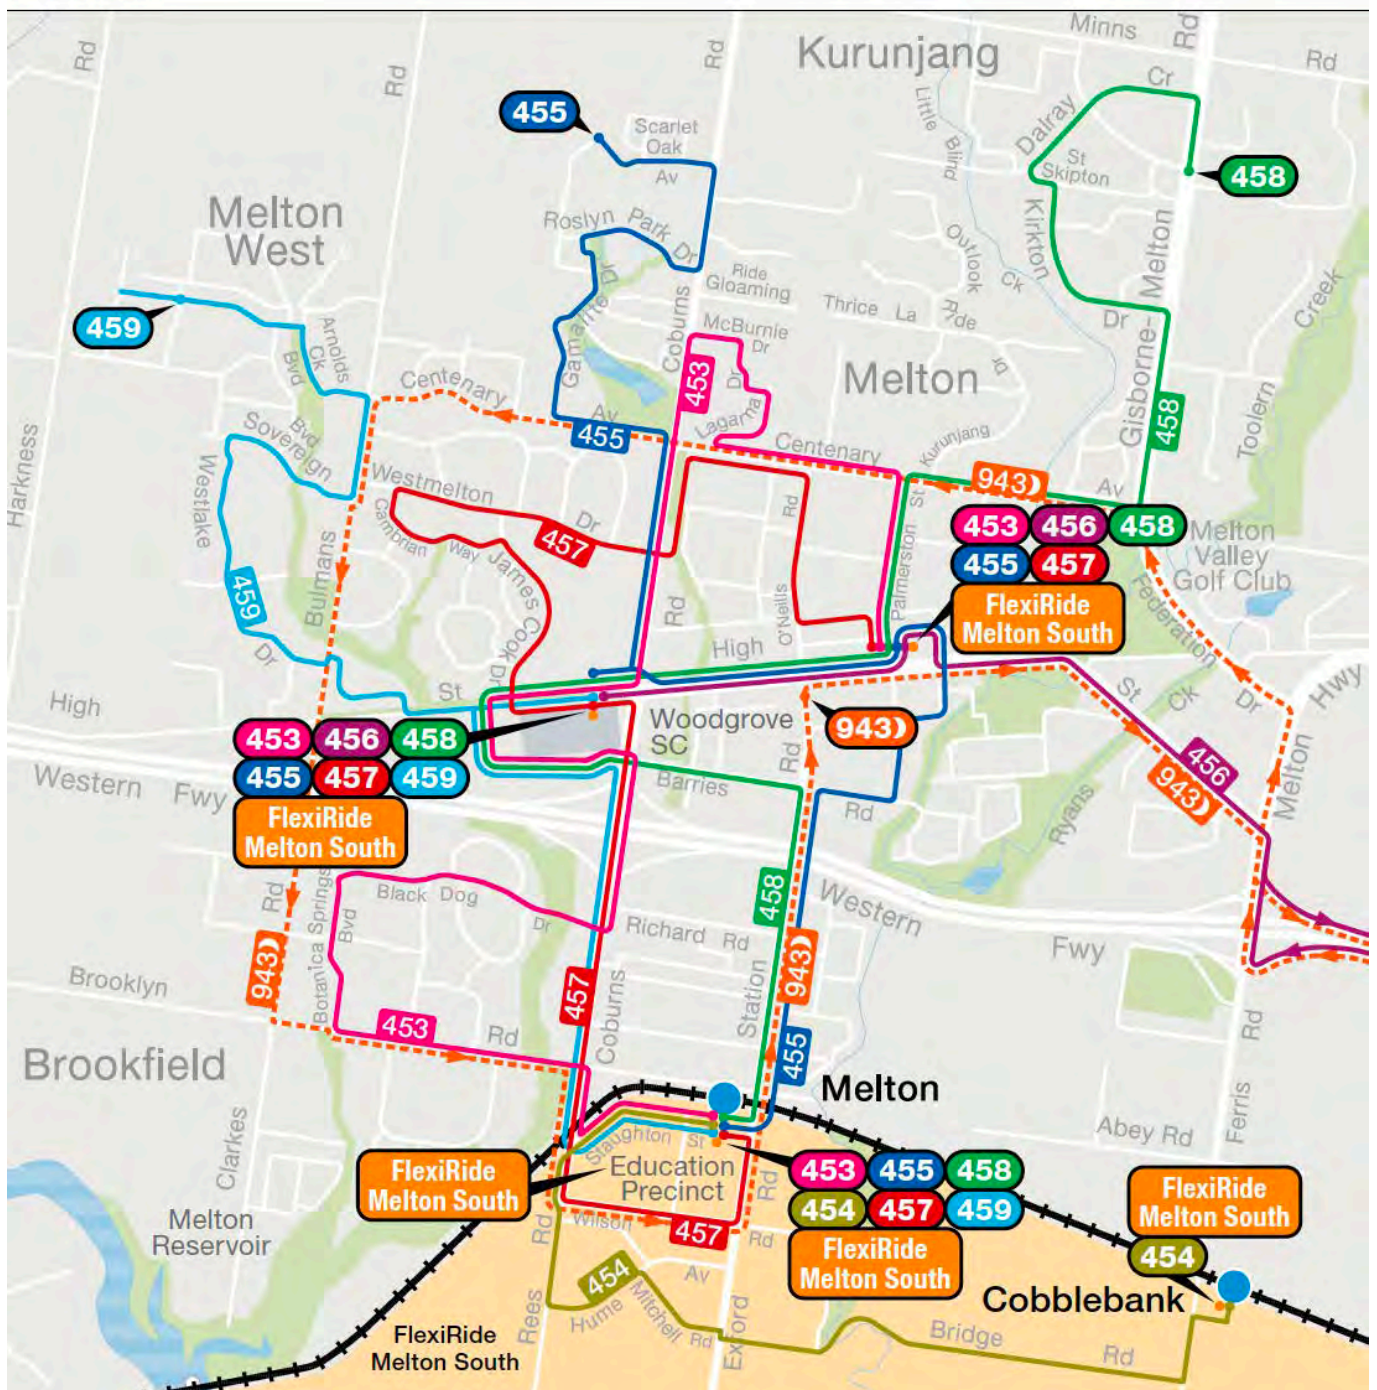 Rd
Rd
Rd
Kurunjang
Minns
Rd
Rd
455
Scarlet
Oak
Av
Little
Blind
Ck
Dalray
Cr
St
Skipton
458
Melton
West
Roslyn Park Dr
Kirkton
Dr
Outlook
Ride
Gloaming
Thrice La
Ride
Dr
Gisborne-Melton
Creek
Toolern
459
Arnolds
Ck
Bvd
Gamanite
Dr
Coburns
McBurnie
Dr
453
Dr
Lagama
Melton
458
Centenary
Av
455
Centenary
Kurunjang
943
Av
Sovereign
Bvd
Westlake
Harkness
Westmelton
Dr
457
Cambrian
Way
James Cook Dr
Rd
St
Palmerston
453 456 458
455 457
FlexiRide
Melton South
Melton
Valley
Golf Club
Federation
Dr
Bulmans
459
Dr
O'Neills
Rd
High
High
St
St
Ck
Hwy
Melton
453 456 458
455 457 459
FlexiRide
Melton South
Woodgrove
SC
943
Rd
456
943
Ryans
Western Fwy
Barries
Rd
Rd
Botanica Springs
Bvd
Black Dog
Dr
458
Western
Fwy
Richard Rd
943
943
Brooklyn
453
Rd
457
Coburns
Station
455
Rd
Ferris
Brookfield
Melton
Abey Rd
Clarkes
Staughton
St
Education
Precinct
FlexiRide
Melton South
453 455 458
454 457 459
FlexiRide
Melton South
Rd
FlexiRide
Melton South
454
Melton
Reservoir
Rd
Wilson
457
Rd
454
Av
Cobblebank
Rees
Hume
Mitchell
Rd
Exford
Bridge
Rd
FlexiRide
Melton South